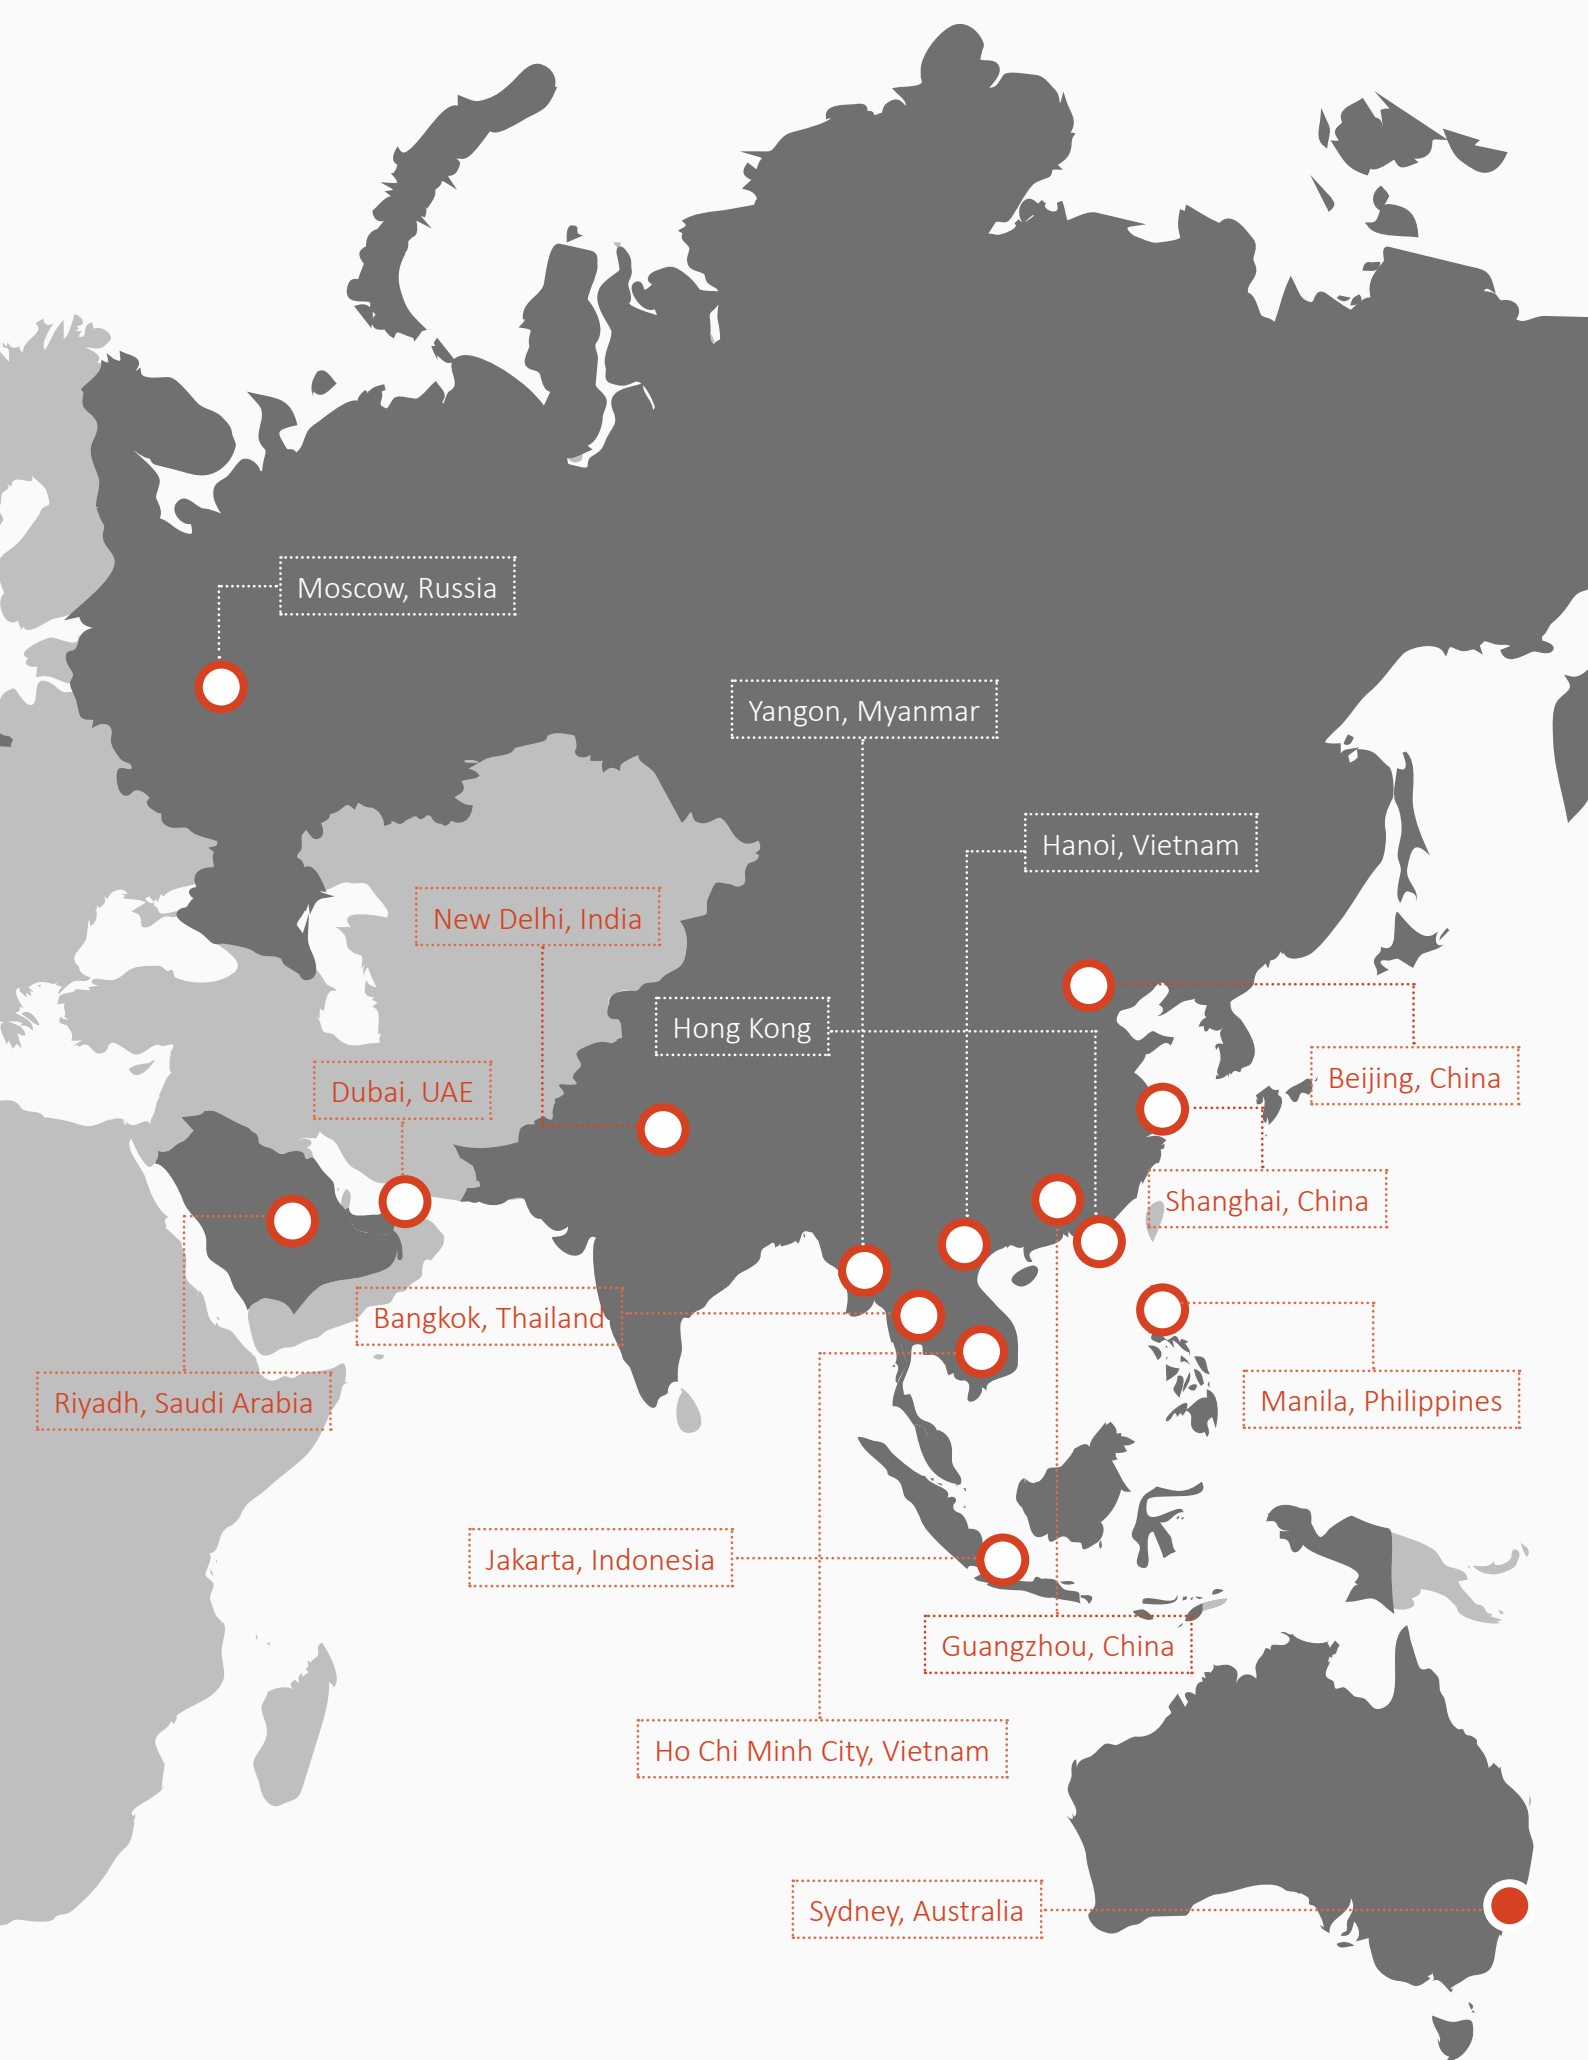 Moscow, Russia
Yangon, Myanmar
Hanoi, Vietnam
New Delhi, India
Hong Kong
Beijing, China
Dubai, UAE
Shanghai, China
Bangkok, Thailand
Riyadh, Saudi Arabia
Manila, Philippines
Jakarta, Indonesia
Guangzhou, China
Ho Chi Minh City, Vietnam
Sydney, Australia